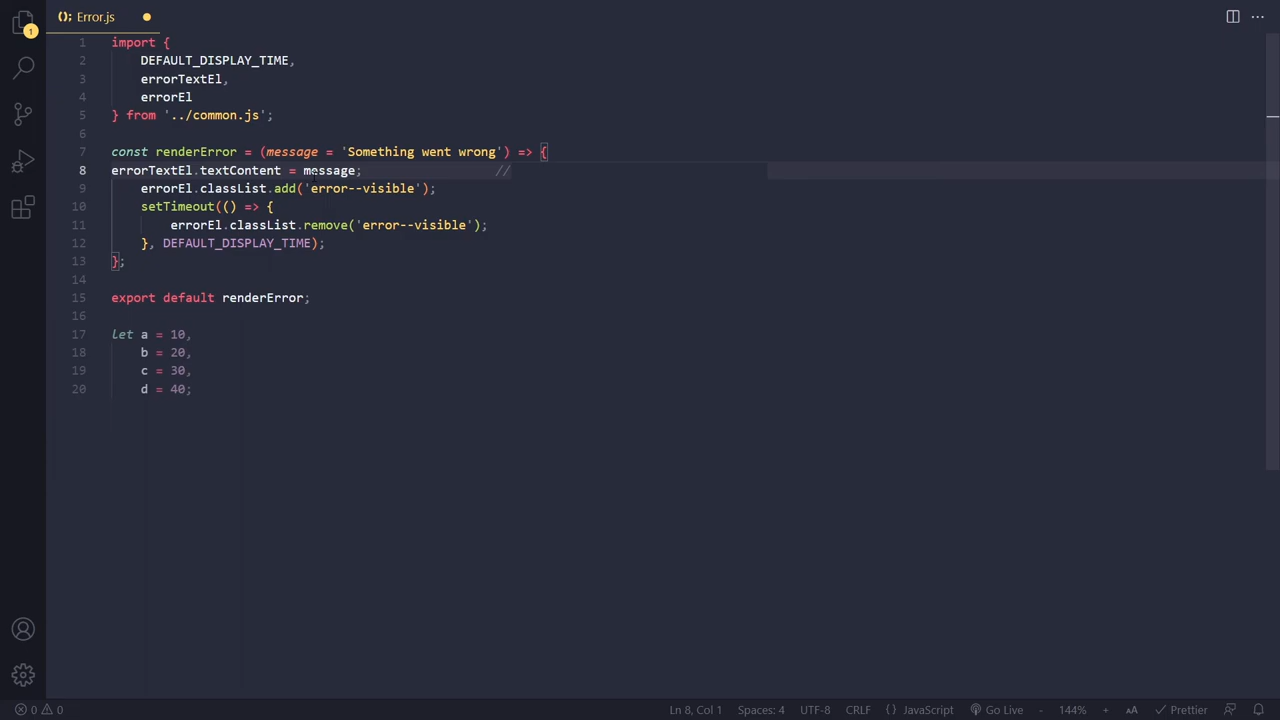 1
(); Error.js
1 import {
2     DEFAULT_DISPLAY_TIME,
3     errorTextEl,
4     errorEl
5 } from '../common.js';
6
7 const renderError = (message = 'Something went wrong') => {
8 errorTextEl.textContent = message;                   //
9     errorEl.classList.add('error--visible');
10     setTimeout(() => {
11         errorEl.classList.remove('error--visible');
12     }, DEFAULT_DISPLAY_TIME);
13 };
14
15 export default renderError;
16
17 let a = 10,
18     b = 20,
19     c = 30,
20     d = 40;
0 0 Ln 8, Col 1 Spaces: 4 UTF-8 CRLF {} JavaScript Go Live - 144% + AA Prettier